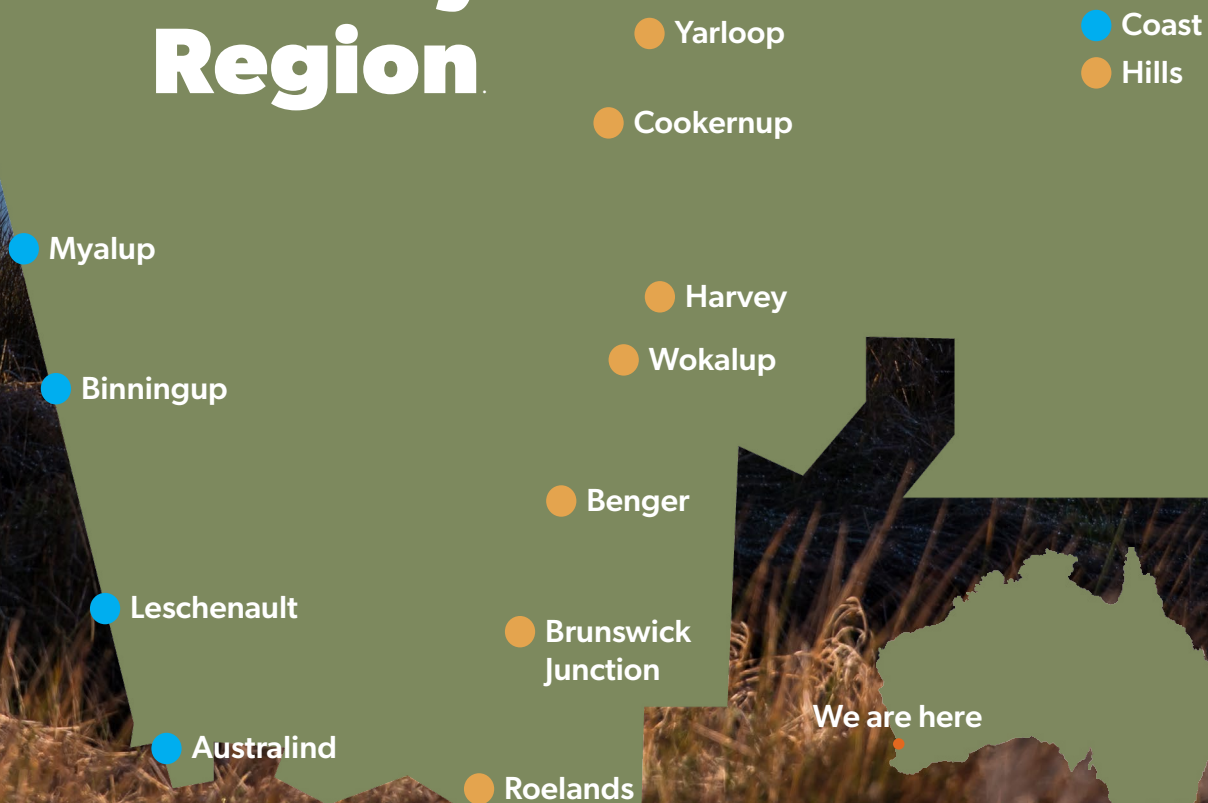 Region.
Yarloop
Coast
Hills
Cookernup
Myalup
Harvey
Wokalup
Binningup
Benger
Leschenault
Brunswick
Junction
We are here
Australind
Roelands